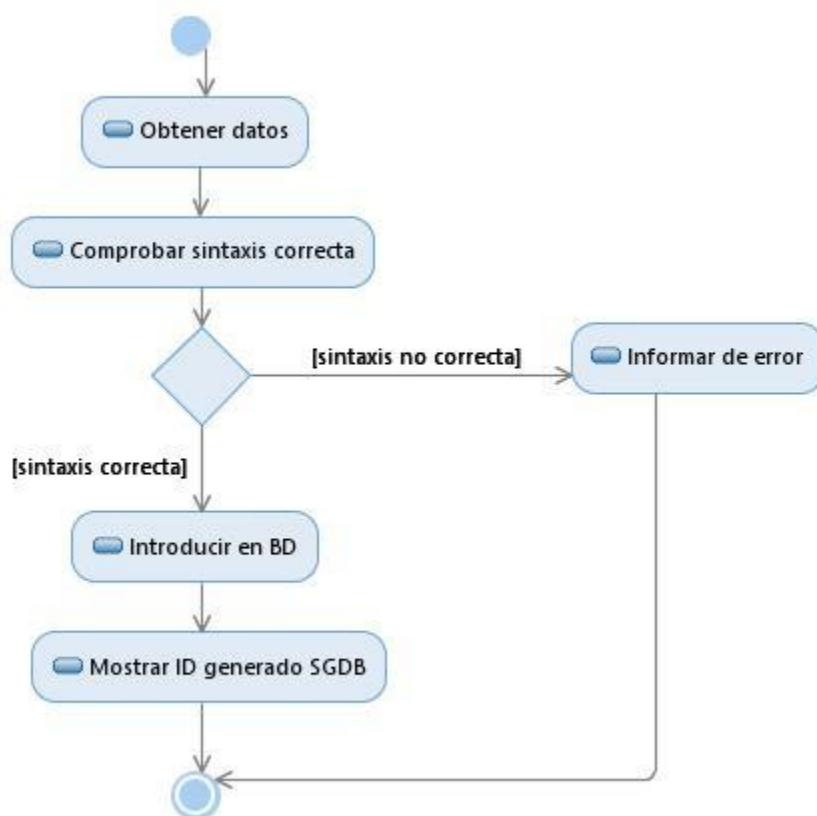 Obtener datos
Comprobar sintaxis correcta
[sintaxis no correcta]
Informar de error
[sintaxis correcta]
Introducir en BD
Mostrar ID generado SGDB